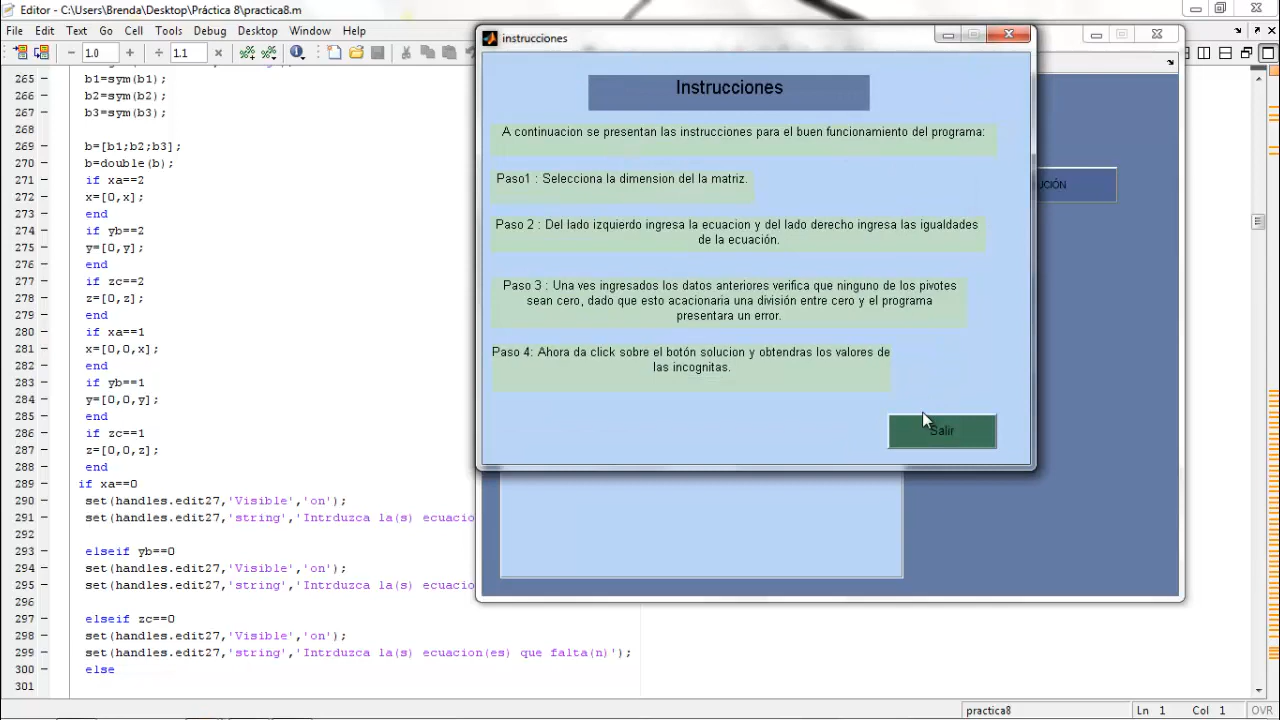 Editor - C:\Users\Brenda\Desktop\Práctica 8\practica8.m
File Edit Text Go Cell Tools Debug Desktop Window Help
1.0
1.1
265 b1=sym(b1);
266 b2=sym(b2);
267 b3=sym(b3);
268
269 b=[b1;b2;b3];
270 b=double(b);
271 if xa==2
272 x=[0,x];
273 end
274 if yb==2
275 y=[0,y];
276 end
277 if zc==2
278 z=[0,z];
279 end
280 if xa==1
281 x=[0,0,x];
282 end
283 if yb==1
284 y=[0,0,y];
285 end
286 if zc==1
287 z=[0,0,z];
288 end
289 if xa==0
290 set(handles.edit27,'Visible','on');
291 set(handles.edit27,'string','Intrduzca la(s) ecuacio
292
293 elseif yb==0
294 set(handles.edit27,'Visible','on');
295 set(handles.edit27,'string','Intrduzca la(s) ecuacio
296
297 elseif zc==0
298 set(handles.edit27,'Visible','on');
299 set(handles.edit27,'string','Intrduzca la(s) ecuacion(es) que falta(n)');
300 else
301
instrucciones
Instrucciones
A continuacion se presentan las instrucciones para el buen funcionamiento del programa:
Paso1 : Selecciona la dimension del la matriz.
Paso 2 : Del lado izquierdo ingresa la ecuacion y del lado derecho ingresa las igualdades
de la ecuación.
Paso 3 : Una ves ingresados los datos anteriores verifica que ninguno de los pivotes
sean cero, dado que esto acacionaria una división entre cero y el programa
presentara un error.
Paso 4: Ahora da click sobre el botón solucion y obtendras los valores de
las incognitas.
Salir
UCIÓN
practica8
Ln 1 Col 1 OVR